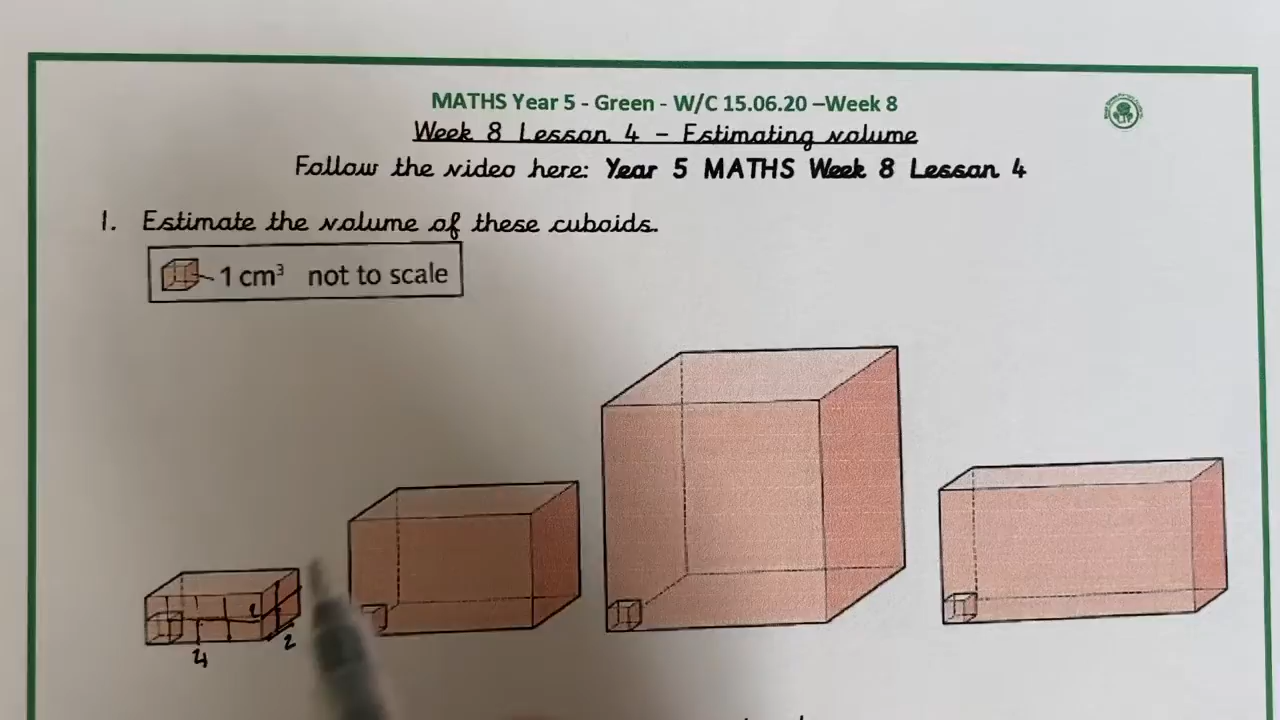 MATHS Year 5 - Green - W/C 15.06.20 –Week 8
Week 8 Lesson 4 – Estimating volume
Follow the video here: Year 5 MATHS Week 8 Lesson 4
1. Estimate the volume of these cuboids.
1 cm³ not to scale
2
4 2